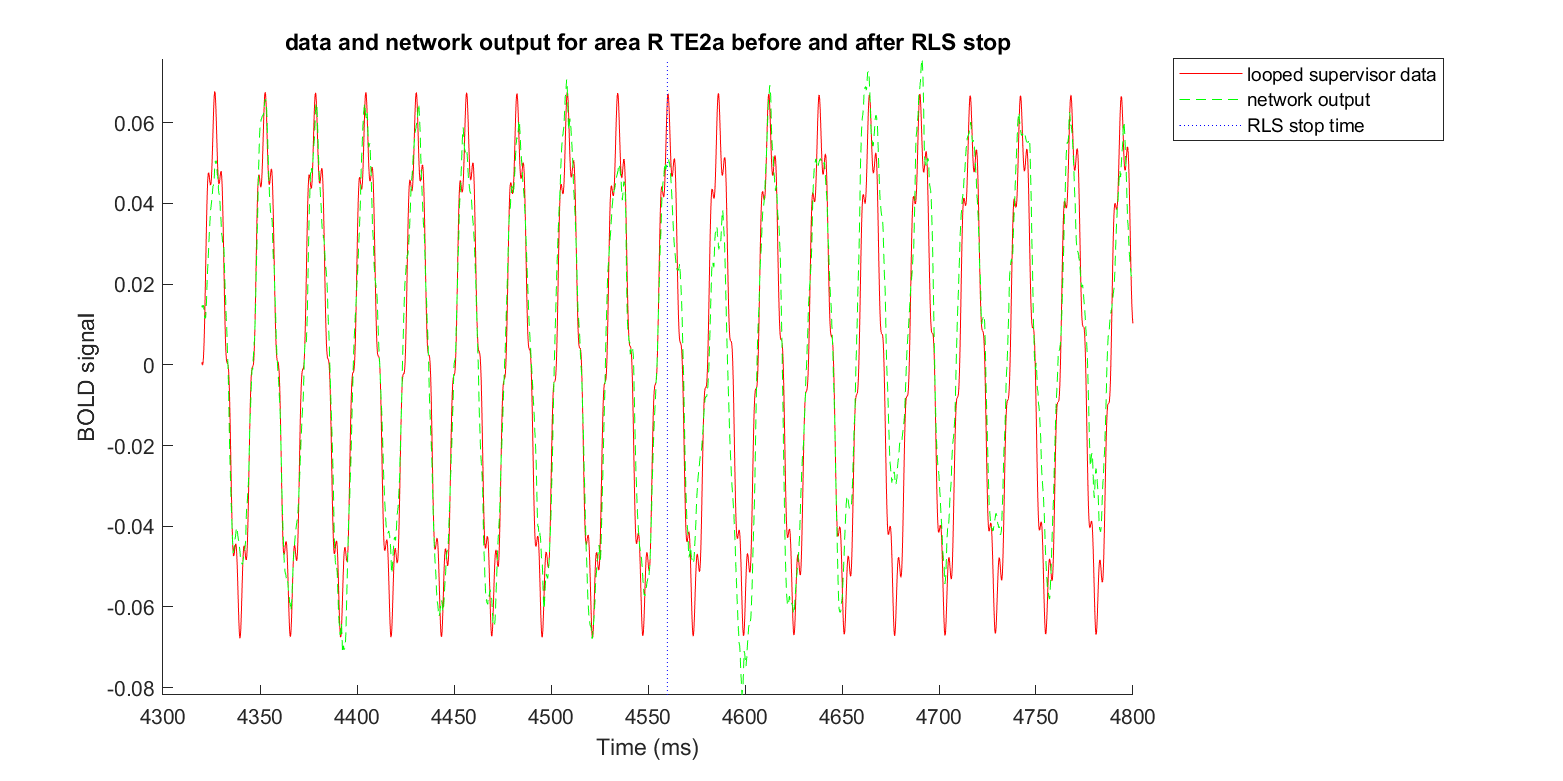 data and network output for area R TE2a before and after RLS stop
looped supervisor data
network output
RLS stop time
BOLD signal
0.06
0.04
0.02
0
-0.02
-0.04
-0.06
-0.08
4300 4350 4400 4450 4500 4550 4600 4650 4700 4750 4800
Time (ms)